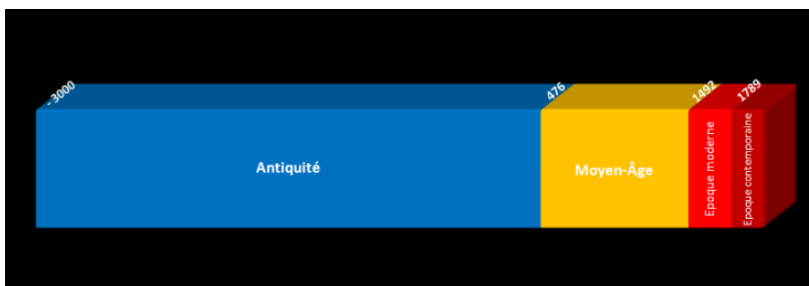 - 3000
476
1492
1789
Antiquité
Moyen-Âge
Epoque moderne
Epoque contemporaine